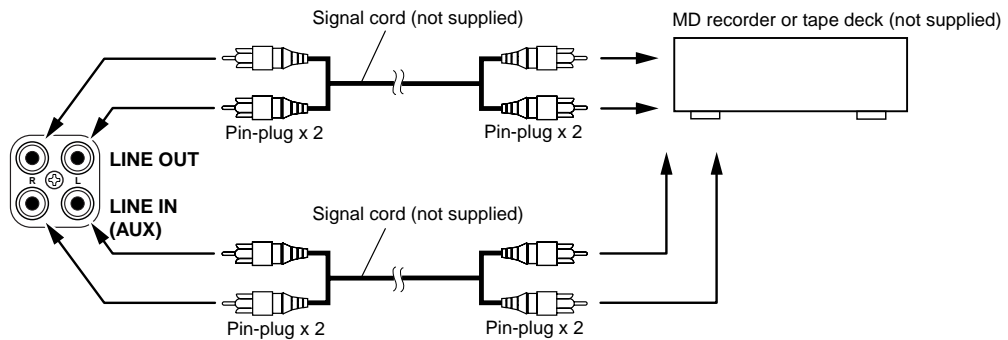 Signal cord (not supplied)
MD recorder or tape deck (not supplied)
Pin-plug x 2
Pin-plug x 2
LINE OUT
R
L
LINE IN
(AUX)
Signal cord (not supplied)
Pin-plug x 2
Pin-plug x 2